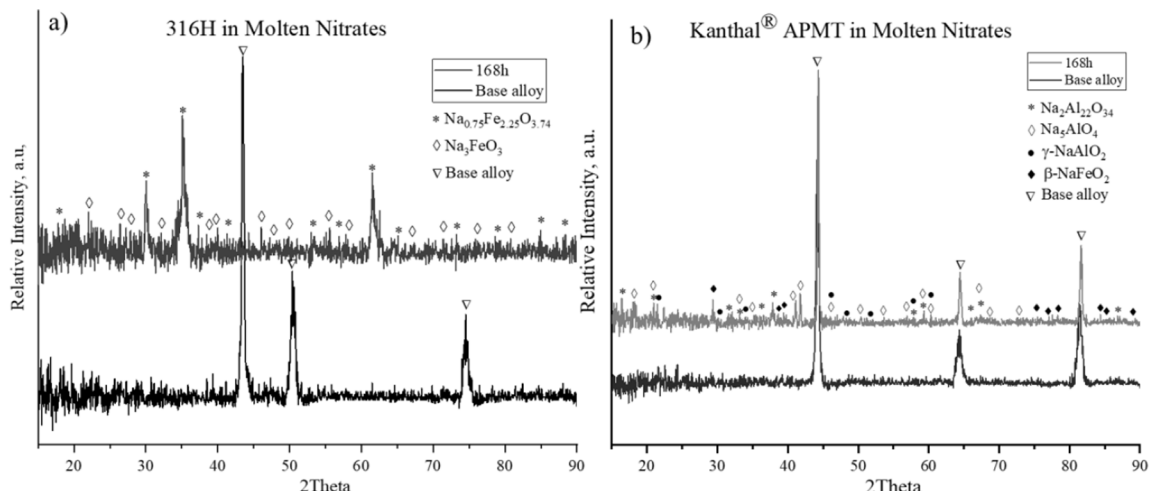 a)
316H in Molten Nitrates
168h
Base alloy
* Na0.75Fe2.25O3.74
◊ Na3FeO3
▽ Base alloy
Relative Intensity, a.u,
20 30 40 50 60 70 80 90
2Theta
b)
Kanthal® APMT in Molten Nitrates
168h
Base alloy
* Na2Al22O34
◊ Na5AlO4
● γ-NaAlO2
♦ β-NaFeO2
▽ Base alloy
Relative Intensity, a.u.
20 30 40 50 60 70 80 90
2Theta